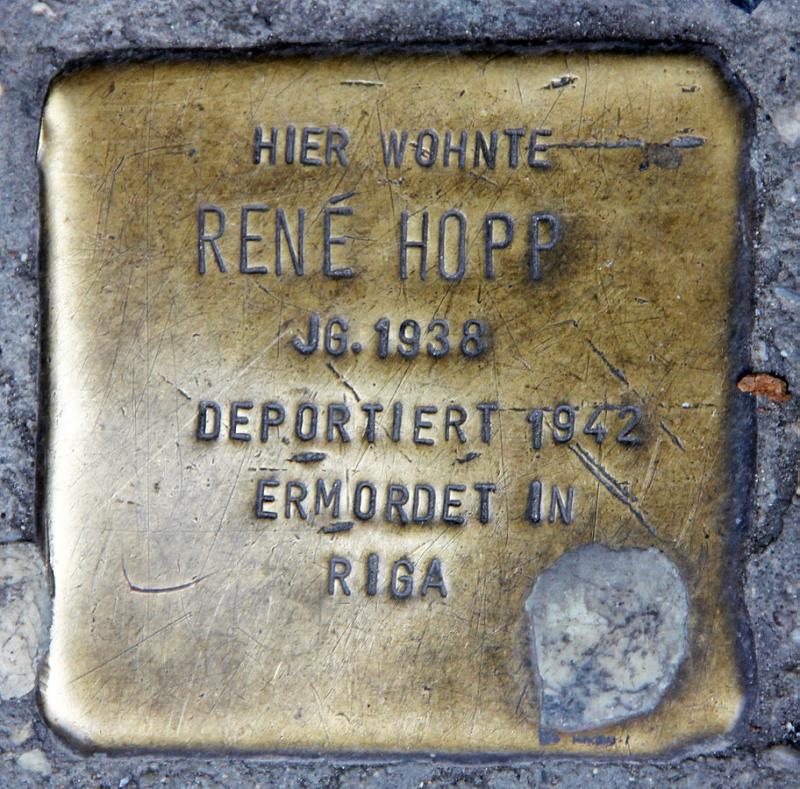 HIER WOHNTE
RENÉ HOPP
JG. 1938
DEPORTIERT 1942
ERMORDET IN
RIGA